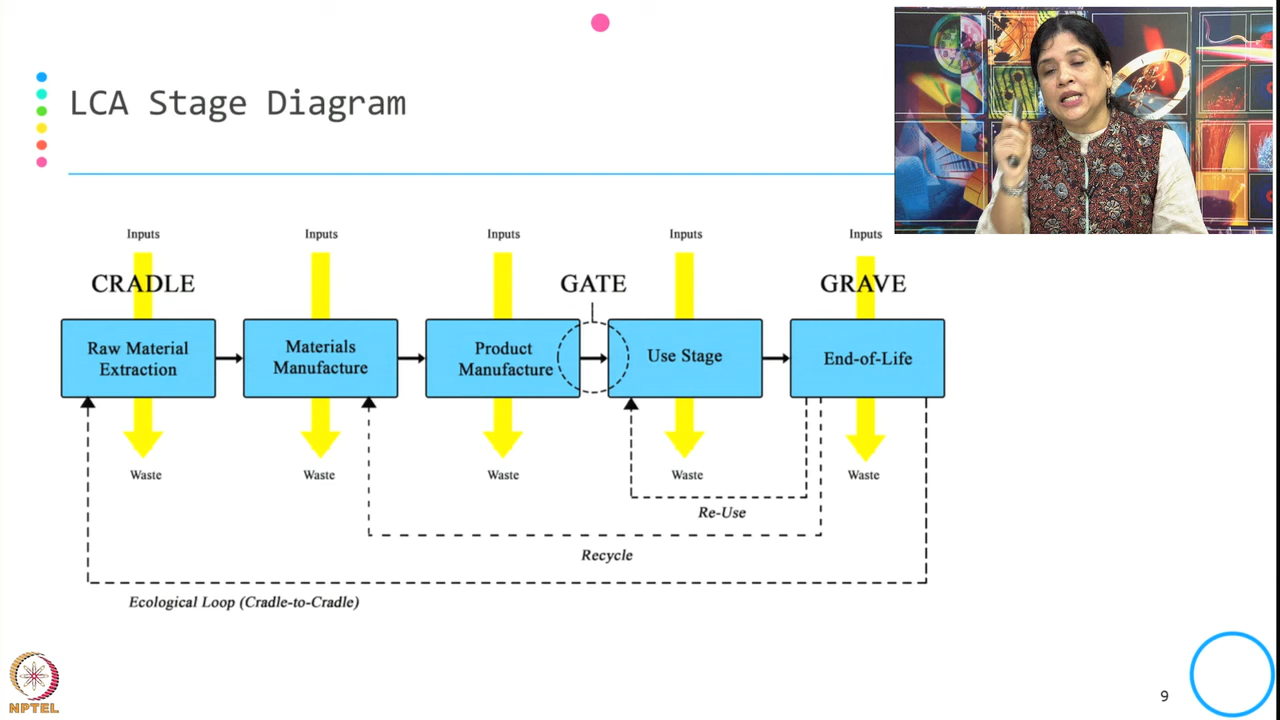 LCA Stage Diagram
Inputs
Inputs
Inputs
Inputs
Inputs
CRADLE
GATE
GRAVE
Raw Material
Extraction
Materials
Manufacture
Product
Manufacture
Use Stage
End-of-Life
Waste
Waste
Waste
Waste
Waste
Re-Use
Recycle
Ecological Loop (Cradle-to-Cradle)
NPTEL
9